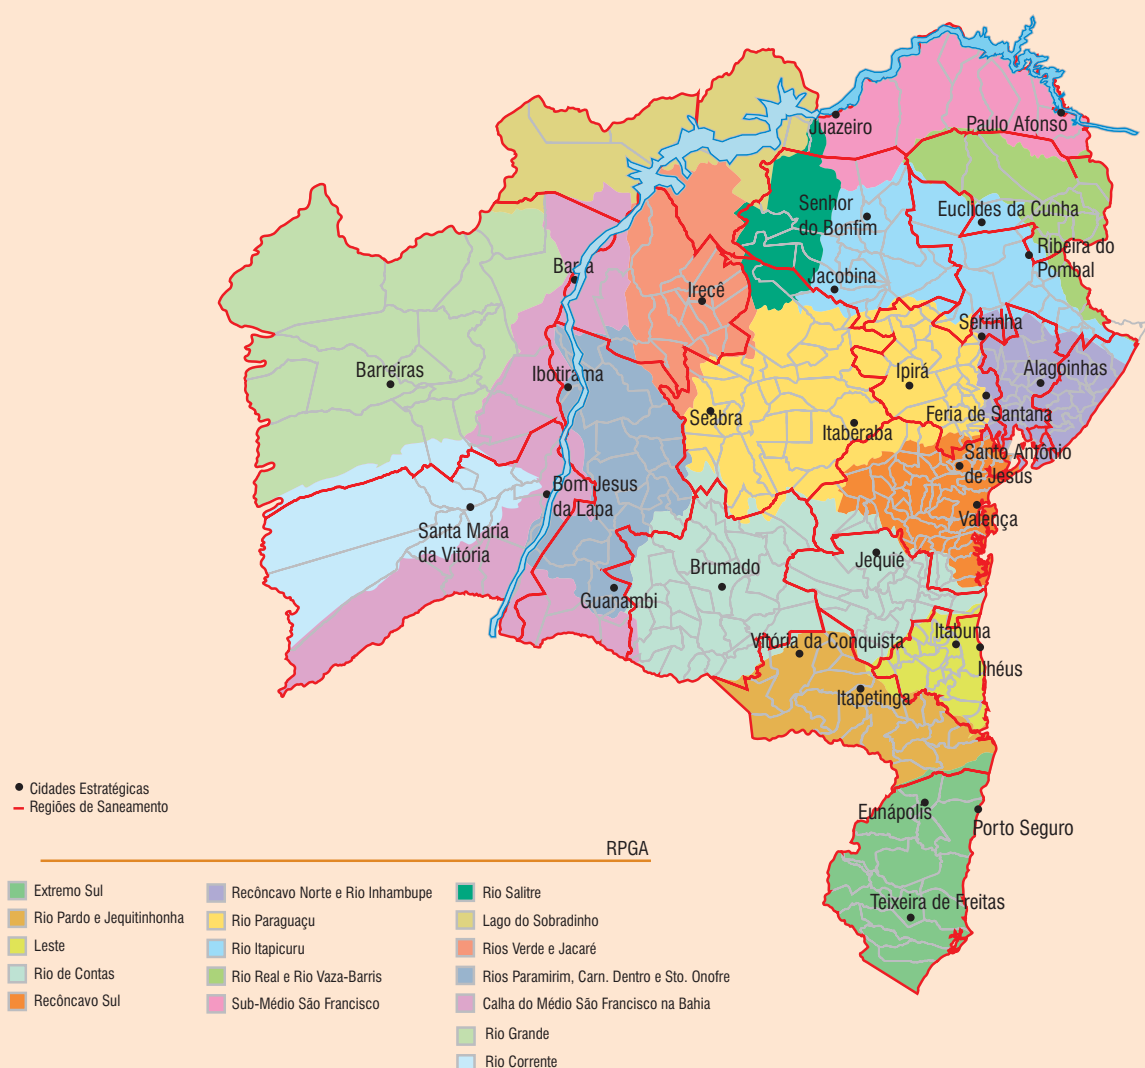 Juazeiro
Paulo Afonso
Senhor
do Bonfim
Euclídes da Cunha
Ribeira do
Pombal
Barra
Jacobina
Irecê
Serrinha
Barreiras
Ibotirama
Ipirá
Alagoinhas
Seabra
Feria de Santana
Itaberaba
Santo Antônio
de Jesus
Bom Jesus
da Lapa
Valença
Santa Maria
da Vitória
Brumado
Jequié
Guanambi
Vitória da Conquista
Itabuna
Ilhéus
Itapetinga
Eunápolis
Porto Seguro
Teixeira de Freitas
Cidades Estratégicas
Regiões de Saneamento
RPGA
Extremo Sul
Rio Pardo e Jequitinhonha
Leste
Rio de Contas
Recôncavo Sul
Recôncavo Norte e Rio Inhambupe
Rio Paraguaçu
Rio Itapicuru
Rio Real e Rio Vaza-Barris
Sub-Médio São Francisco
Rio Salitre
Lago do Sobradinho
Rios Verde e Jacaré
Rios Paramirim, Carn. Dentro e Sto. Onofre
Calha do Médio São Francisco na Bahia
Rio Grande
Rio Corrente